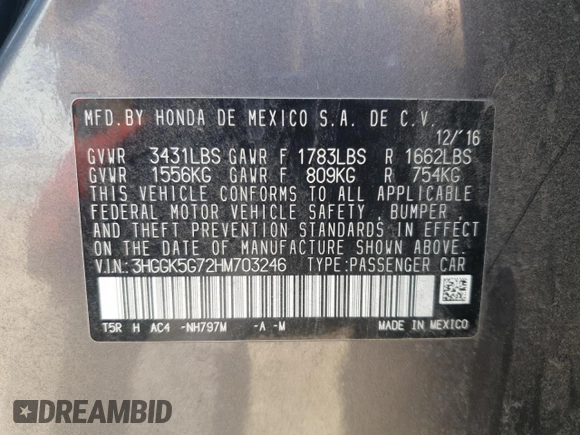 MFD.BY HONDA DE MEXICO S.A. DE C.V.
12/'16
GVWR 3431LBS GAWR F 1783LBS R 1662LBS
GVWR 1556KG GAWR F 809KG R 754KG
THIS VEHICLE CONFORMS TO ALL APPLICABLE
FEDERAL MOTOR VEHICLE SAFETY ,BUMPER ,
AND THEFT PREVENTION STANDARDS IN EFFECT
ON THE DATE OF MANUFACTURE SHOWN ABOVE.
V.I.N.:3HGGK5G72HM703246 TYPE:PASSENGER CAR
T5R H AC4 -NH797M -A -M
MADE IN MEXICO
DREAMBID